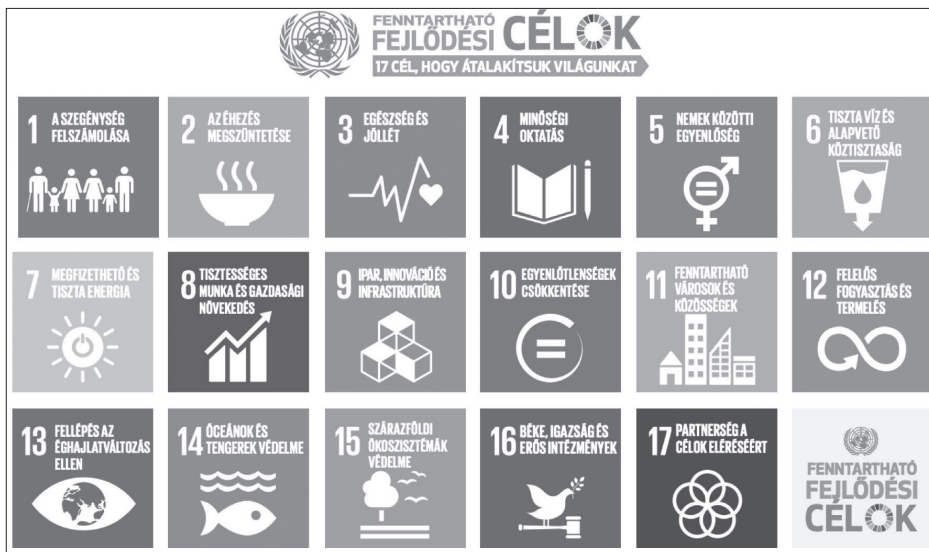 FENNTARTHATÓ
FEJLŐDÉSI CÉLOK
17 CÉL, HOGY ÁTALAKÍTSUK VILÁGUNKAT
1 A SZEGÉNYSÉG
FELSZÁMOLÁSA
2 AZ ÉHEZÉS
MEGSZÜNTETÉSE
3 EGÉSZSÉG ÉS
JÓLLÉT
4 MINŐSÉGI
OKTATÁS
5 NEMEK KÖZÖTTI
EGYENLŐSÉG
6 TISZTA VÍZ ÉS
ALAPVETŐ
KÖZTISZTASÁG
7 MEGFIZETHETŐ ÉS
TISZTA ENERGIA
8 TISZTESSÉGES
MUNKA ÉS GAZDASÁGI
NÖVEKEDÉS
9 IPAR, INNOVÁCIÓ ÉS
INFRASTRUKTÚRA
10 EGYENLŐTLENSÉGEK
CSÖKKENTÉSE
11 FENNTARTHATÓ
VÁROSOK ÉS
KÖZÖSSÉGEK
12 FELELŐS
FOGYASZTÁS ÉS
TERMELÉS
13 FELLÉPÉS AZ
ÉGHAJLATVÁLTOZÁS
ELLEN
14 ÓCEÁNOK ÉS
TENGEREK VÉDELME
15 SZÁRAZFÖLDI
ÖKOSZISZTÉMÁK
VÉDELME
16 BÉKE, IGAZSÁG ÉS
ERŐS INTÉZMÉNYEK
17 PARTNERSÉG A
CÉLOK ELÉRÉSÉÉRT
FENNTARTHATÓ
FEJLŐDÉSI
CÉLOK